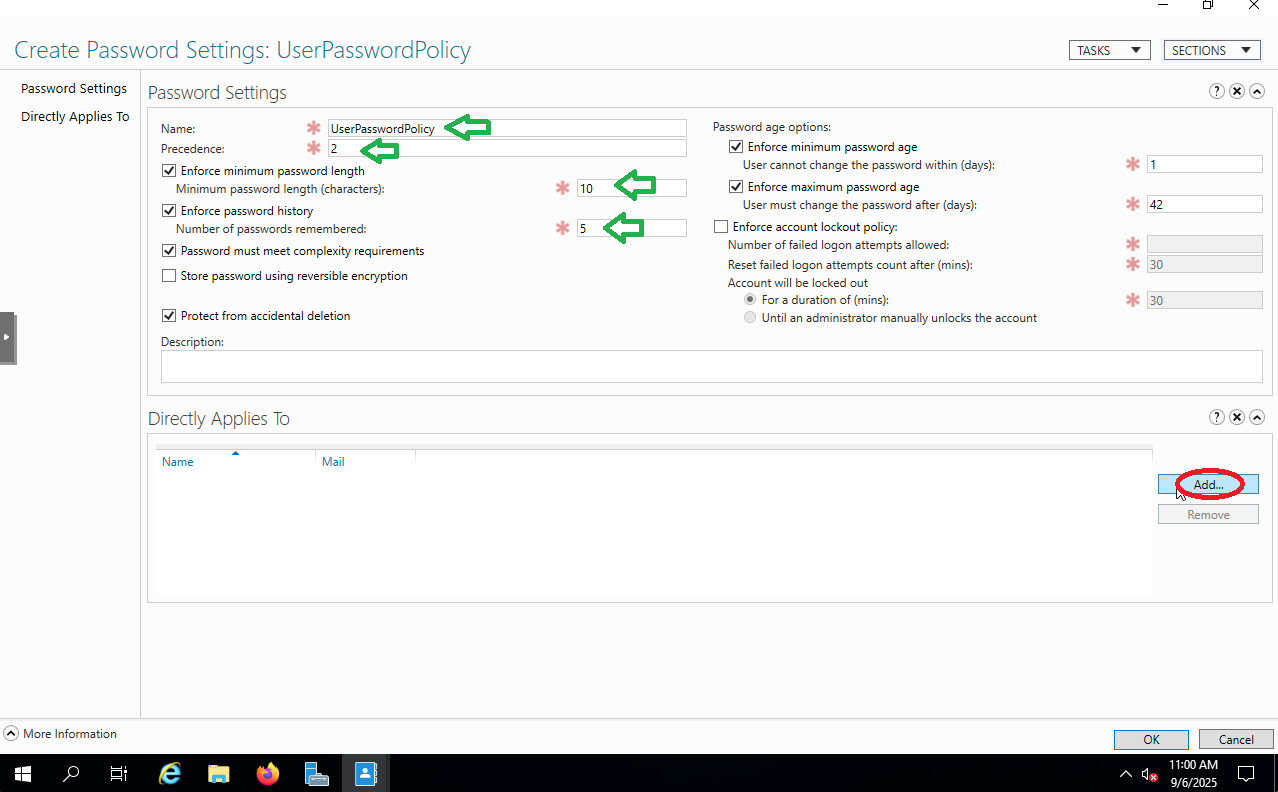 Create Password Settings: UserPasswordPolicy
TASKS
SECTIONS
Password Settings
Directly Applies To
Password Settings
?
Name:
UserPasswordPolicy
Precedence:
2
Enforce minimum password length
Minimum password length (characters):
10
Enforce password history
Number of passwords remembered:
5
Password must meet complexity requirements
Store password using reversible encryption
Protect from accidental deletion
Password age options:
Enforce minimum password age
User cannot change the password within (days):
1
Enforce maximum password age
User must change the password after (days):
42
Enforce account lockout policy:
Number of failed logon attempts allowed:
Reset failed logon attempts count after (mins):
30
Account will be locked out
For a duration of (mins):
30
Until an administrator manually unlocks the account
Description:
Directly Applies To
?
Name
Mail
Add...
Remove
More Information
OK
Cancel
11:00 AM
9/6/2025